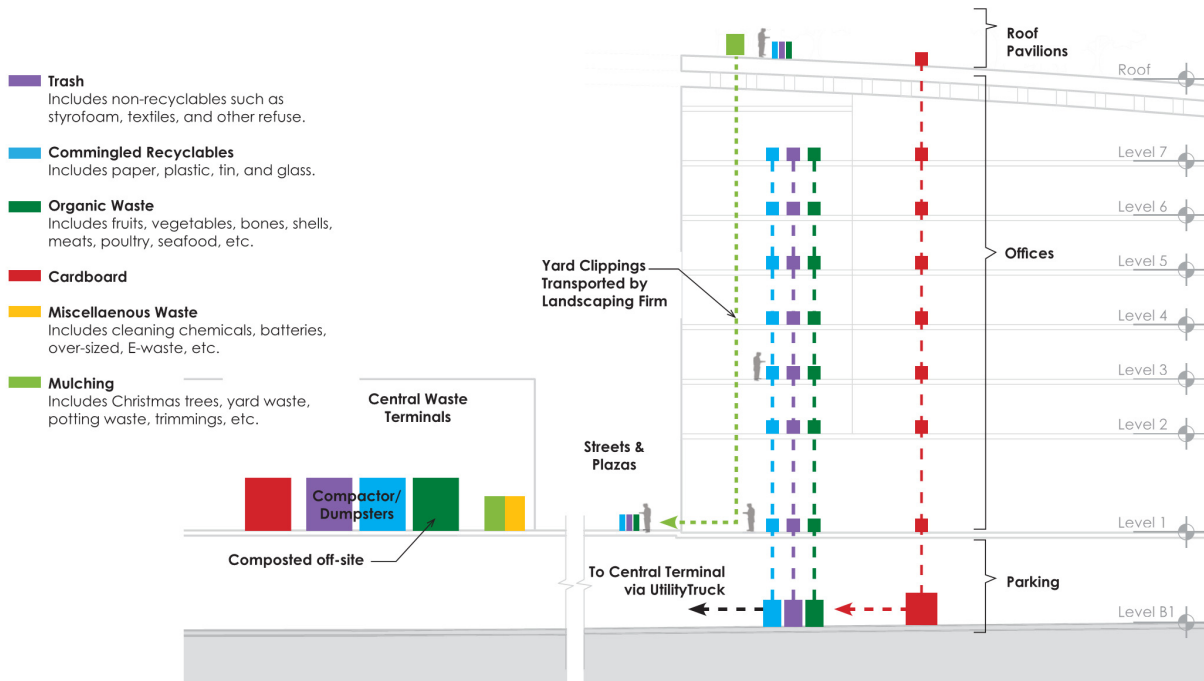 Trash
Includes non-recyclables such as
styrofoam, textiles, and other refuse.
Commingled Recyclables
Includes paper, plastic, tin, and glass.
Organic Waste
Includes fruits, vegetables, bones, shells,
meats, poultry, seafood, etc.
Cardboard
Miscellaenous Waste
Includes cleaning chemicals, batteries,
over-sized, E-waste, etc.
Mulching
Includes Christmas trees, yard waste,
potting waste, trimmings, etc.
Central Waste
Terminals
Compactor/
Dumpsters
Composted off-site
Streets &
Plazas
Yard Clippings
Transported by
Landscaping Firm
To Central Terminal
via UtilityTruck
Roof
Pavilions
Offices
Parking
Roof
Level 7
Level 6
Level 5
Level 4
Level 3
Level 2
Level 1
Level B1